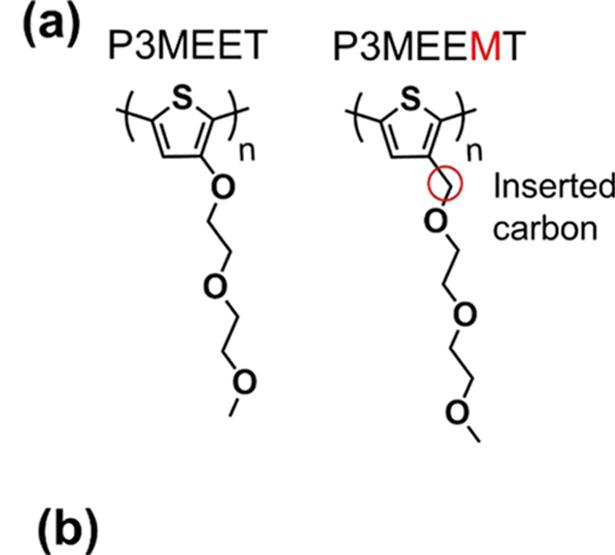 (a)
P3MEET P3MEEMT
S S
n n
O
Inserted
O
carbon
O
O
O
O
(b)